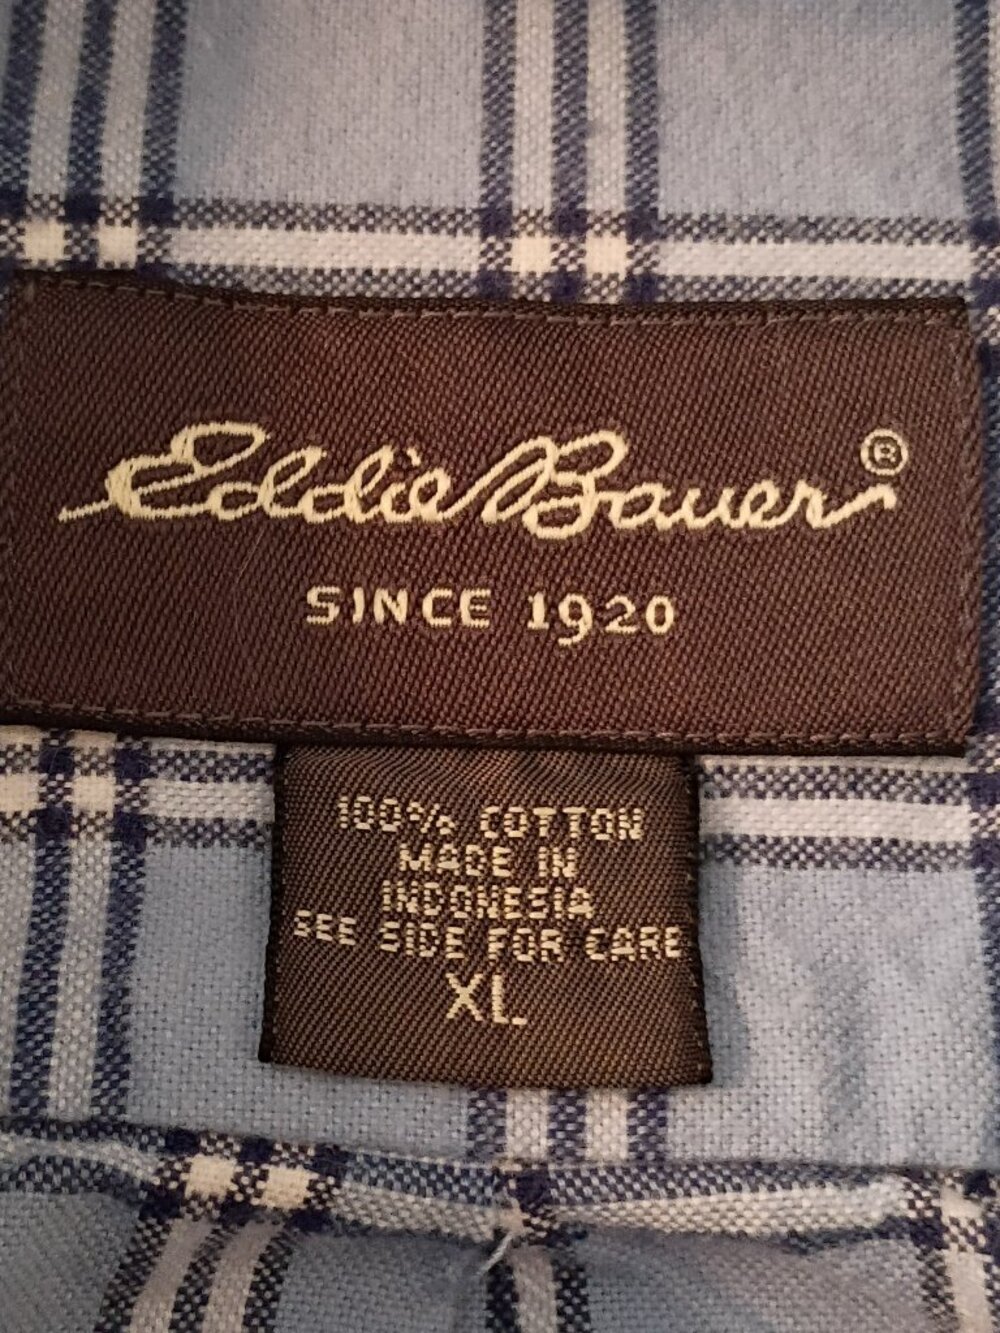 Eddie Bauer ®
SINCE 1920
100% COTTON
MADE IN
INDONESIA
SEE SIDE FOR CARE
XL